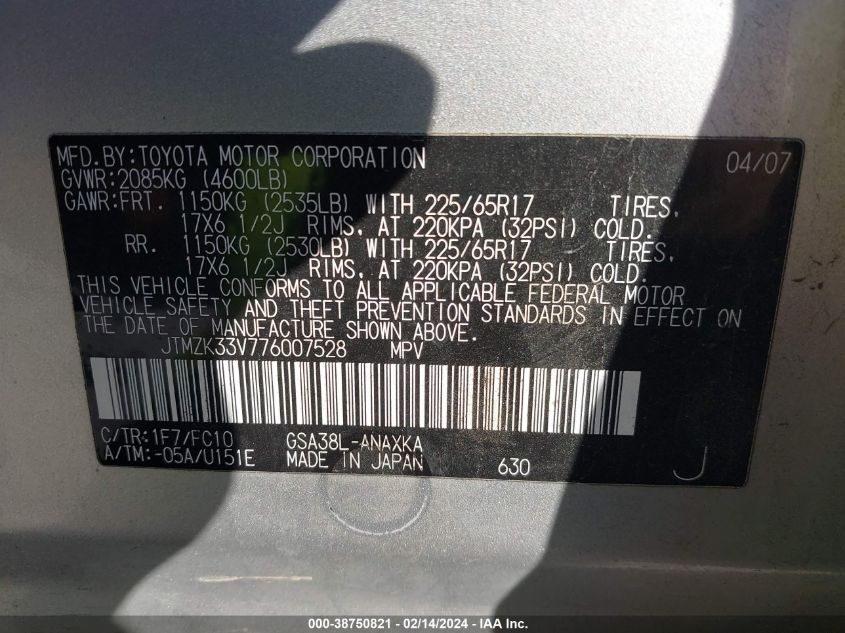 MFD.BY:TOYOTA MOTOR CORPORATION 04/07
GVWR:2085KG (4600LB)
GAWR:FRT. 1150KG (2535LB) WITH 225/65R17 TIRES,
17X6 1/2J RIMS, AT 220KPA (32PSI) COLD.
RR. 1150KG (2530LB) WITH 225/65R17 TIRES,
17X6 1/2J RIMS, AT 220KPA (32PSI) COLD.
THIS VEHICLE CONFORMS TO ALL APPLICABLE FEDERAL MOTOR
VEHICLE SAFETY AND THEFT PREVENTION STANDARDS IN EFFECT ON
THE DATE OF MANUFACTURE SHOWN ABOVE.
JTMZK33V776007528 MPV
C/TR:1F7/FC10 GSA38L-ANAXKA
A/TM:-05A/U151E MADE IN JAPAN 630 J
000-38750821 - 02/14/2024 - IAA Inc.